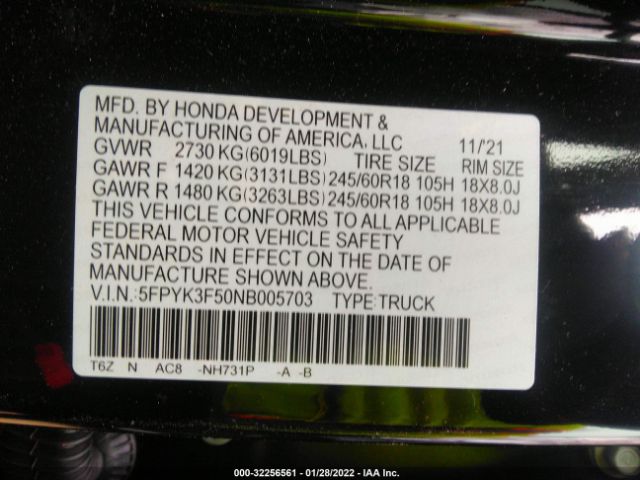 MFD. BY HONDA DEVELOPMENT &
MANUFACTURING OF AMERICA, LLC 11/'21
GVWR 2730 KG(6019LBS) TIRE SIZE RIM SIZE
GAWR F 1420 KG(3131LBS) 245/60R18 105H 18X8.0J
GAWR R 1480 KG(3263LBS) 245/60R18 105H 18X8.0J
THIS VEHICLE CONFORMS TO ALL APPLICABLE
FEDERAL MOTOR VEHICLE SAFETY
STANDARDS IN EFFECT ON THE DATE OF
MANUFACTURE SHOWN ABOVE.
V.I.N.:5FPYK3F50NB005703 TYPE:TRUCK
T6Z N AC8 -NH731P -A -B
000-32256561 - 01/28/2022 - IAA Inc.